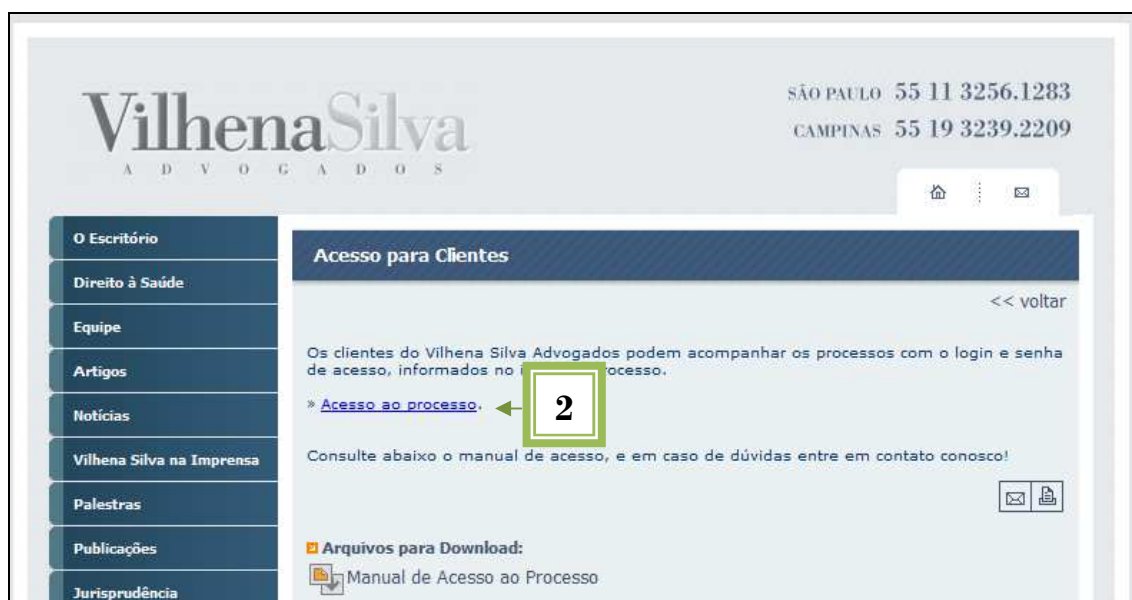 VilhenaSilva
ADVOGADOS
SÃO PAULO 55 11 3256.1283
CAMPINAS 55 19 3239.2209
O Escritório
Direito à Saúde
Equipe
Artigos
Notícias
Vilhena Silva na Imprensa
Palestras
Publicações
Jurisprudência
Acesso para Clientes
<< voltar
Os clientes do Vilhena Silva Advogados podem acompanhar os processos com o login e senha
de acesso, informados no
» Acesso ao processo.
2
Consulte abaixo o manual de acesso, e em caso de dúvidas entre em contato conosco!
Arquivos para Download:
Manual de Acesso ao Processo